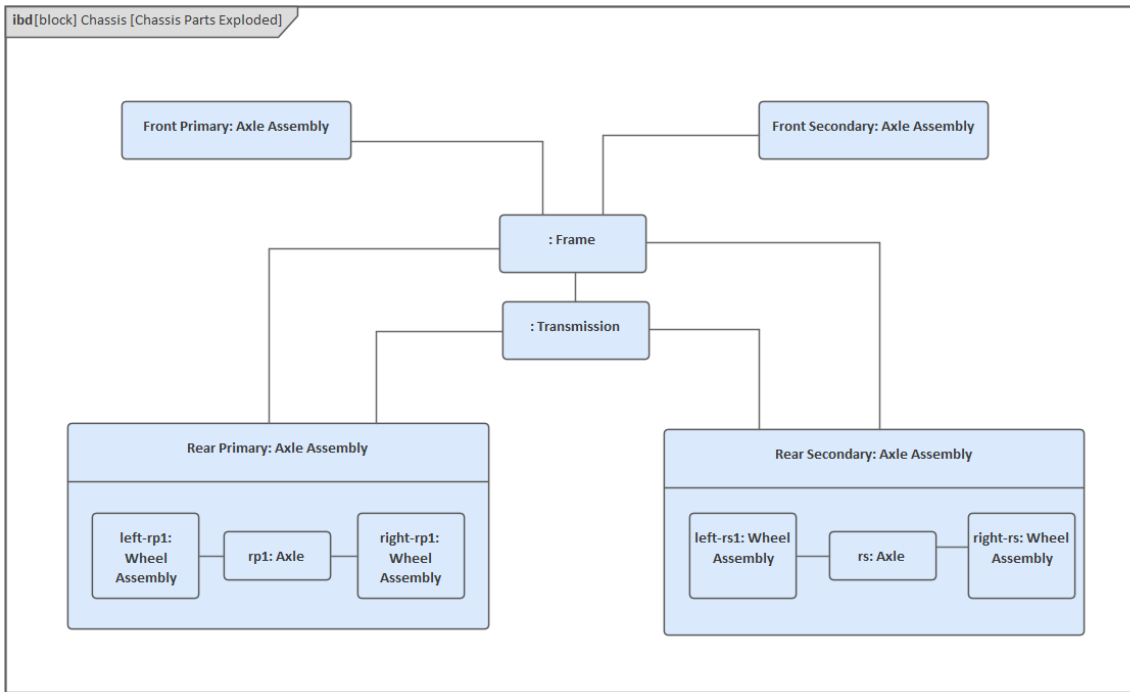 ibd [block] Chassis [Chassis Parts Exploded]
Front Primary: Axle Assembly
Front Secondary: Axle Assembly
: Frame
: Transmission
Rear Primary: Axle Assembly
left-rp1:
Wheel
Assembly
rp1: Axle
right-rp1:
Wheel
Assembly
Rear Secondary: Axle Assembly
left-rs1: Wheel
Assembly
rs: Axle
right-rs: Wheel
Assembly